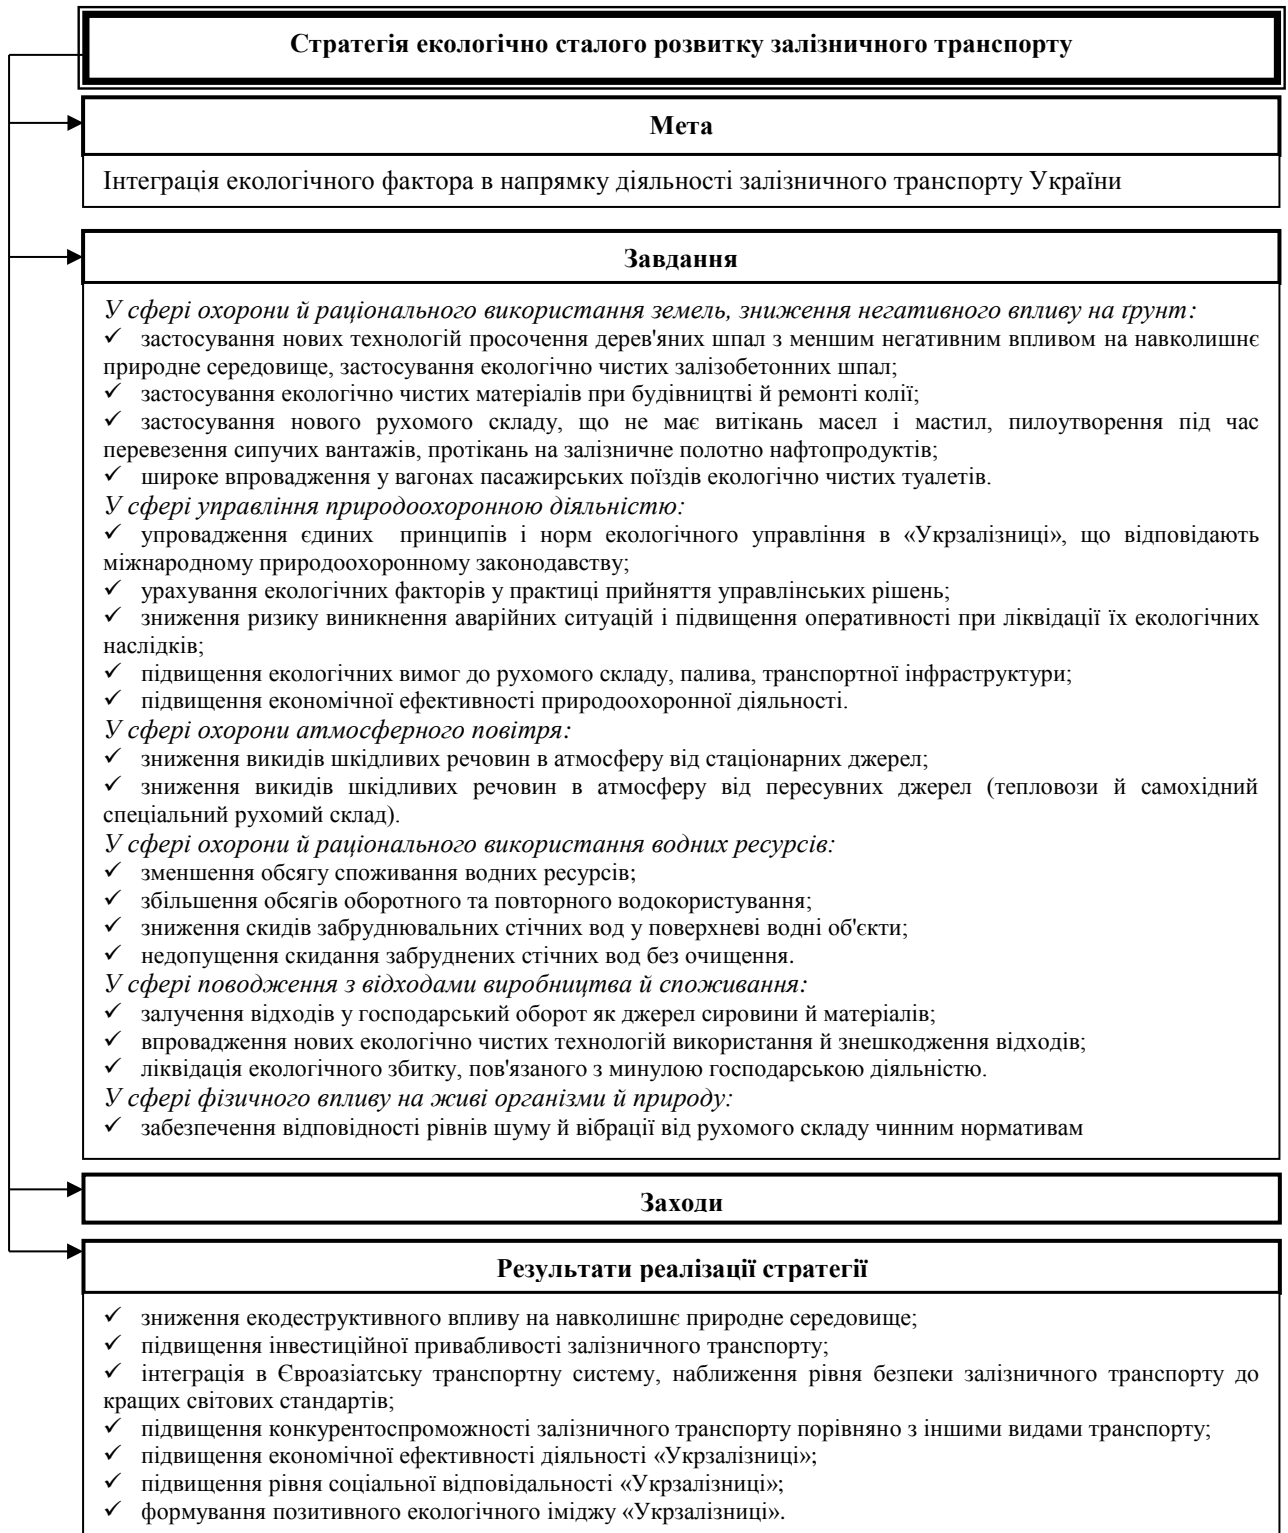 Стратегія екологічно сталого розвитку залізничного транспорту
Мета
Інтеграція екологічного фактора в напрямку діяльності залізничного транспорту України
Завдання
У сфері охорони й раціонального використання земель, зниження негативного впливу на ґрунт:
✓ застосування нових технологій просочення дерев'яних шпал з меншим негативним впливом на навколишнє
природне середовище, застосування екологічно чистих залізобетонних шпал;
✓ застосування екологічно чистих матеріалів при будівництві й ремонті колії;
✓ застосування нового рухомого складу, що не має витікань масел і мастил, пилоутворення під час
перевезення сипучих вантажів, протікань на залізничне полотно нафтопродуктів;
✓ широке впровадження у вагонах пасажирських поїздів екологічно чистих туалетів.
У сфері управління природоохоронною діяльністю:
✓ упровадження єдиних принципів і норм екологічного управління в «Укрзалізниці», що відповідають
міжнародному природоохоронному законодавству;
✓ урахування екологічних факторів у практиці прийняття управлінських рішень;
✓ зниження ризику виникнення аварійних ситуацій і підвищення оперативності при ліквідації їх екологічних
наслідків;
✓ підвищення екологічних вимог до рухомого складу, палива, транспортної інфраструктури;
✓ підвищення економічної ефективності природоохоронної діяльності.
У сфері охорони атмосферного повітря:
✓ зниження викидів шкідливих речовин в атмосферу від стаціонарних джерел;
✓ зниження викидів шкідливих речовин в атмосферу від пересувних джерел (тепловози й самохідний
спеціальний рухомий склад).
У сфері охорони й раціонального використання водних ресурсів:
✓ зменшення обсягу споживання водних ресурсів;
✓ збільшення обсягів оборотного та повторного водокористування;
✓ зниження скидів забруднювальних стічних вод у поверхневі водні об'єкти;
✓ недопущення скидання забруднених стічних вод без очищення.
У сфері поводження з відходами виробництва й споживання:
✓ залучення відходів у господарський оборот як джерел сировини й матеріалів;
✓ впровадження нових екологічно чистих технологій використання й знешкодження відходів;
✓ ліквідація екологічного збитку, пов'язаного з минулою господарською діяльністю.
У сфері фізичного впливу на живі організми й природу:
✓ забезпечення відповідності рівнів шуму й вібрації від рухомого складу чинним нормативам
Заходи
Результати реалізації стратегії
✓ зниження екодеструктивного впливу на навколишнє природне середовище;
✓ підвищення інвестиційної привабливості залізничного транспорту;
✓ інтеграція в Євроазіатську транспортну систему, наближення рівня безпеки залізничного транспорту до
кращих світових стандартів;
✓ підвищення конкурентоспроможності залізничного транспорту порівняно з іншими видами транспорту;
✓ підвищення економічної ефективності діяльності «Укрзалізниці»;
✓ підвищення рівня соціальної відповідальності «Укрзалізниці»;
✓ формування позитивного екологічного іміджу «Укрзалізниці».